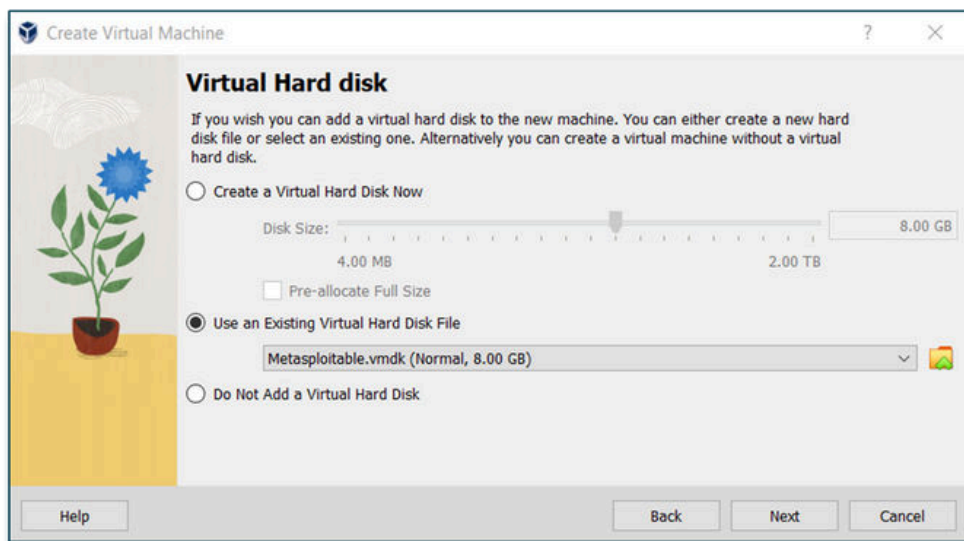 Create Virtual Machine
?
Virtual Hard disk
If you wish you can add a virtual hard disk to the new machine. You can either create a new hard
disk file or select an existing one. Alternatively you can create a virtual machine without a virtual
hard disk.
Create a Virtual Hard Disk Now
Disk Size:
8.00 GB
4.00 MB
2.00 TB
Pre-allocate Full Size
Use an Existing Virtual Hard Disk File
Metasploitable.vmdk (Normal, 8.00 GB)
Do Not Add a Virtual Hard Disk
Help
Back
Next
Cancel